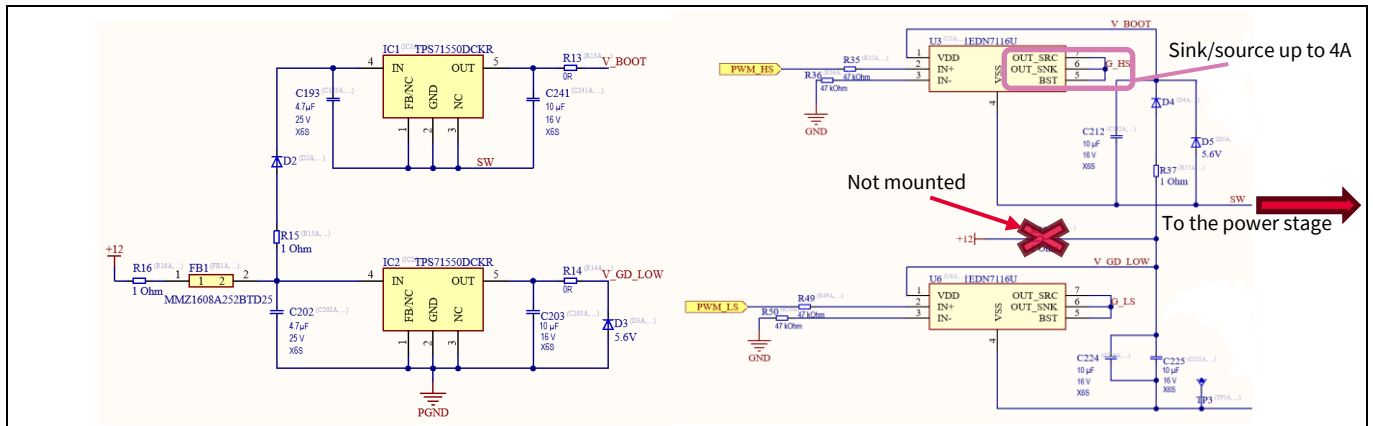 IC1 TPS71550DCKR
4 IN OUT 5
FB/NC GND NC
1 2 3
C193
4.7µF
25 V
X6S
R13
0R
V_BOOT
C241
10 µF
16 V
X6S
SW
D2
R15
1 Ohm
+12
R16
1 Ohm
FB1
1 1 2 2
MMZ1608A252BTD25
IC2 TPS71550DCKR
4 IN OUT 5
FB/NC GND NC
1 2 3
C202
4.7µF
25 V
X6S
R14
0R
V_GD_LOW
C203
10 µF
16 V
X6S
D3
5.6V
PGND
V_BOOT
U3 1EDN7116U
PWM_HS
R35
47 kOhm
R36
47 kOhm
GND
1 VDD
2 IN+
3 IN-
VSS
4
OUT_SRC 7
OUT_SNK 6
BST 5
G_HS
Sink/source up to 4A
D4
C212
10 µF
16 V
X6S
D5
5.6V
R37
1 Ohm
SW
Not mounted
To the power stage
+12
V_GD_LOW
U6 1EDN7116U
PWM_LS
R49
47 kOhm
R50
47 kOhm
GND
1 VDD
2 IN+
3 IN-
VSS
4
OUT_SRC 7
OUT_SNK 6
BST 5
G_LS
C224
10 µF
16 V
X6S
C225
10 µF
16 V
X6S
TP3